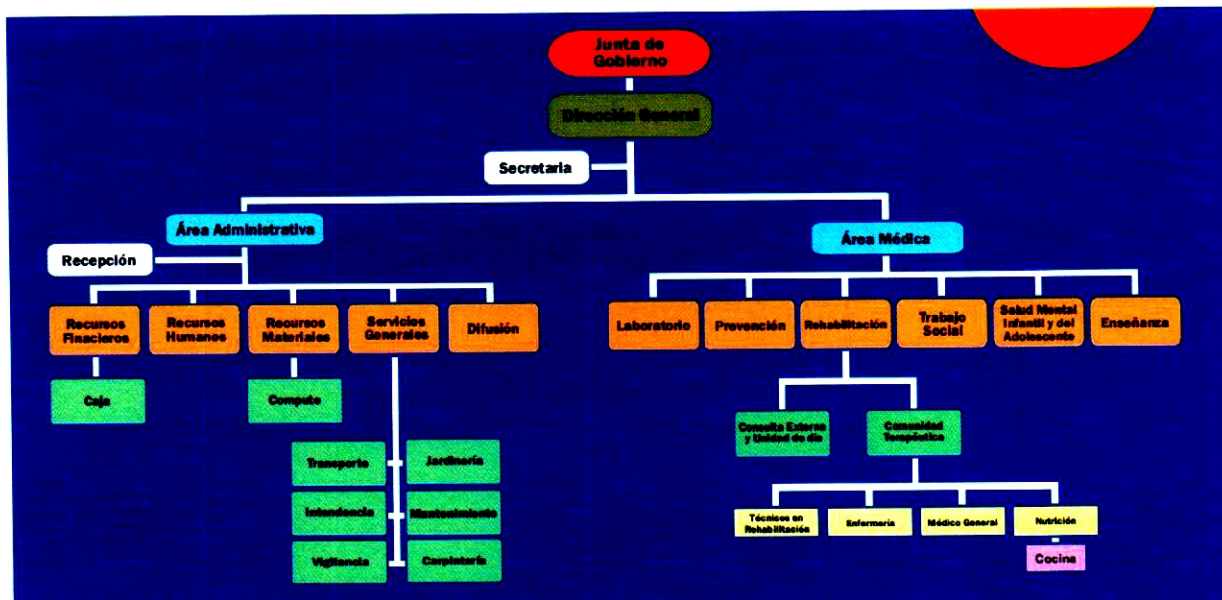 Junta de
Gobierno
Dirección General
Secretaria
Área Administrativa
Área Médica
Recepción
Recursos
Finacieros
Recursos
Humanos
Recursos
Materiales
Servicios
Generales
Difusión
Laboratorio
Prevención
Rehabilitación
Trabajo
Social
Salud Mental
Infantil y del
Adolescente
Enseñanza
Caja
Computo
Consulta Externa
y Unidad de día
Comunidad
Terapéutica
Transporte
Jardinería
Intendencia
Mantenimiento
Vigilancia
Carpintería
Técnicos en
Rehabilitación
Enfermería
Médico General
Nutrición
Cocina